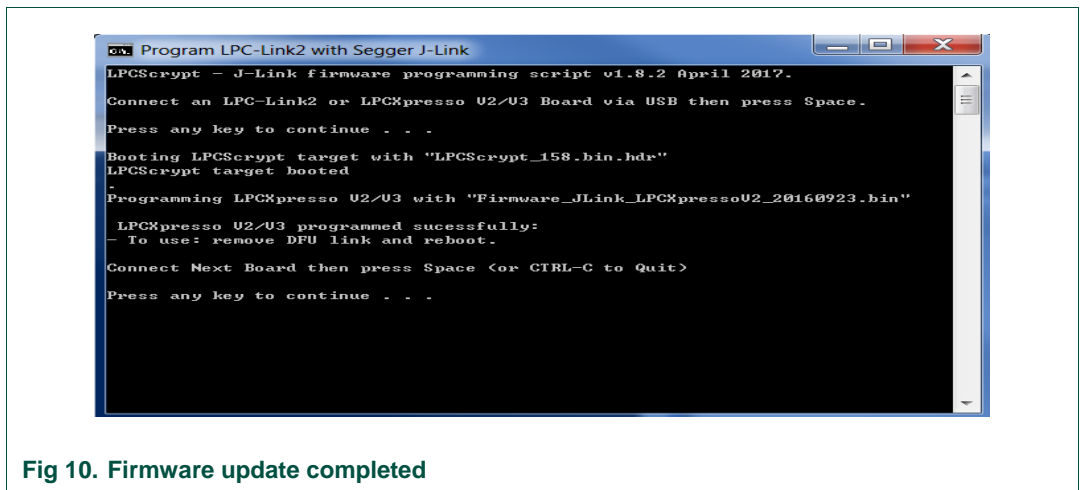 Program LPC-Link2 with Segger J-Link
LPCScrypt - J-Link firmware programming script v1.8.2 April 2017.
Connect an LPC-Link2 or LPCXpresso V2/V3 Board via USB then press Space.
Press any key to continue . . .
Booting LPCScrypt target with "LPCScrypt_158.bin.hdr"
LPCScrypt target booted
.
Programming LPCXpresso V2/V3 with "Firmware_JLink_LPCXpressoV2_20160923.bin"
LPCXpresso V2/V3 programmed sucessfully:
- To use: remove DFU link and reboot.
Connect Next Board then press Space (or CTRL-C to Quit)
Press any key to continue . . .
Fig 10. Firmware update completed